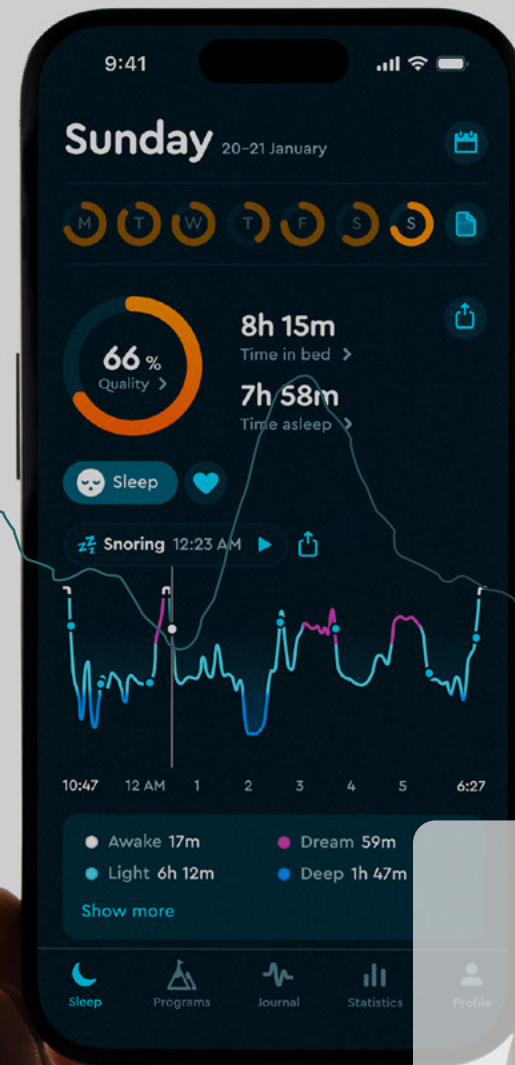 9:41
Sunday 20–21 January
M T W T F S S
66 %
Quality
8h 15m
Time in bed
7h 58m
Time asleep
Sleep
Snoring 12:23 AM
10:47 12 AM 1 2 3 4 5 6:27
Awake 17m
Dream 59m
Light 6h 12m
Deep 1h 47m
Show more
Sleep Programs Journal Statistics Profile